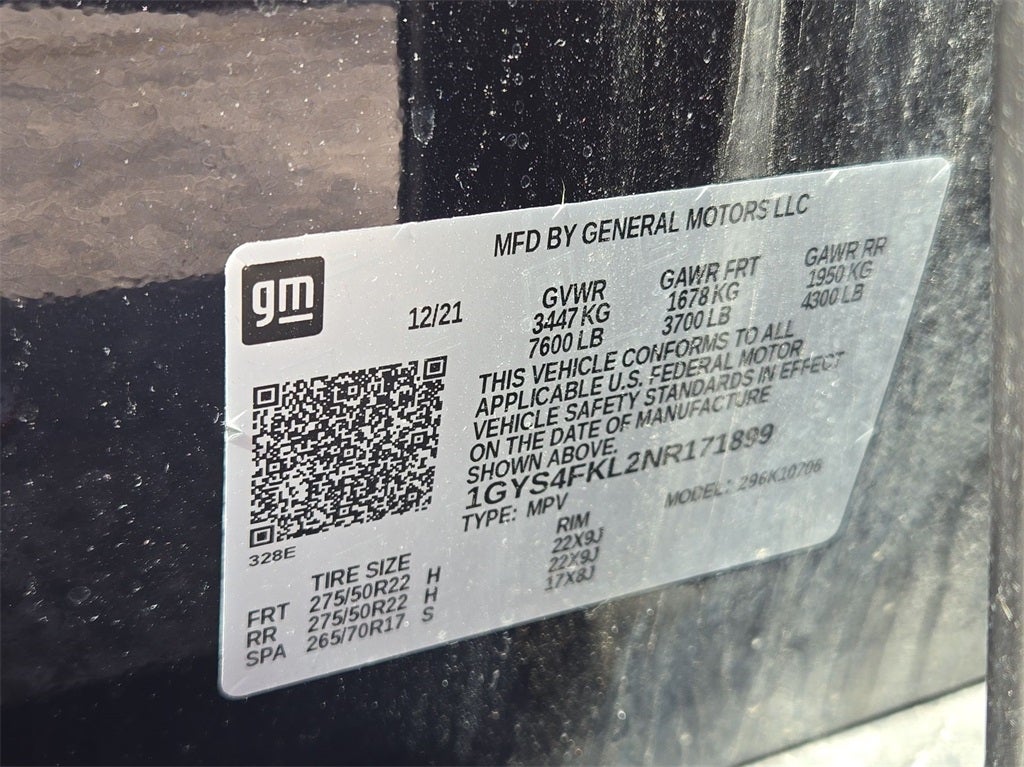 MFD BY GENERAL MOTORS LLC
gm
12/21
GVWR GAWR FRT GAWR RR
3447 KG 1678 KG 1950 KG
7600 LB 3700 LB 4300 LB
THIS VEHICLE CONFORMS TO ALL
APPLICABLE U.S. FEDERAL MOTOR
VEHICLE SAFETY STANDARDS IN EFFECT
ON THE DATE OF MANUFACTURE
SHOWN ABOVE.
1GYS4FKL2NR171899
TYPE: MPV MODEL: 296K10706
328E
TIRE SIZE RIM
FRT 275/50R22 H 22X9J
RR 275/50R22 H 22X9J
SPA 265/70R17 S 17X8J